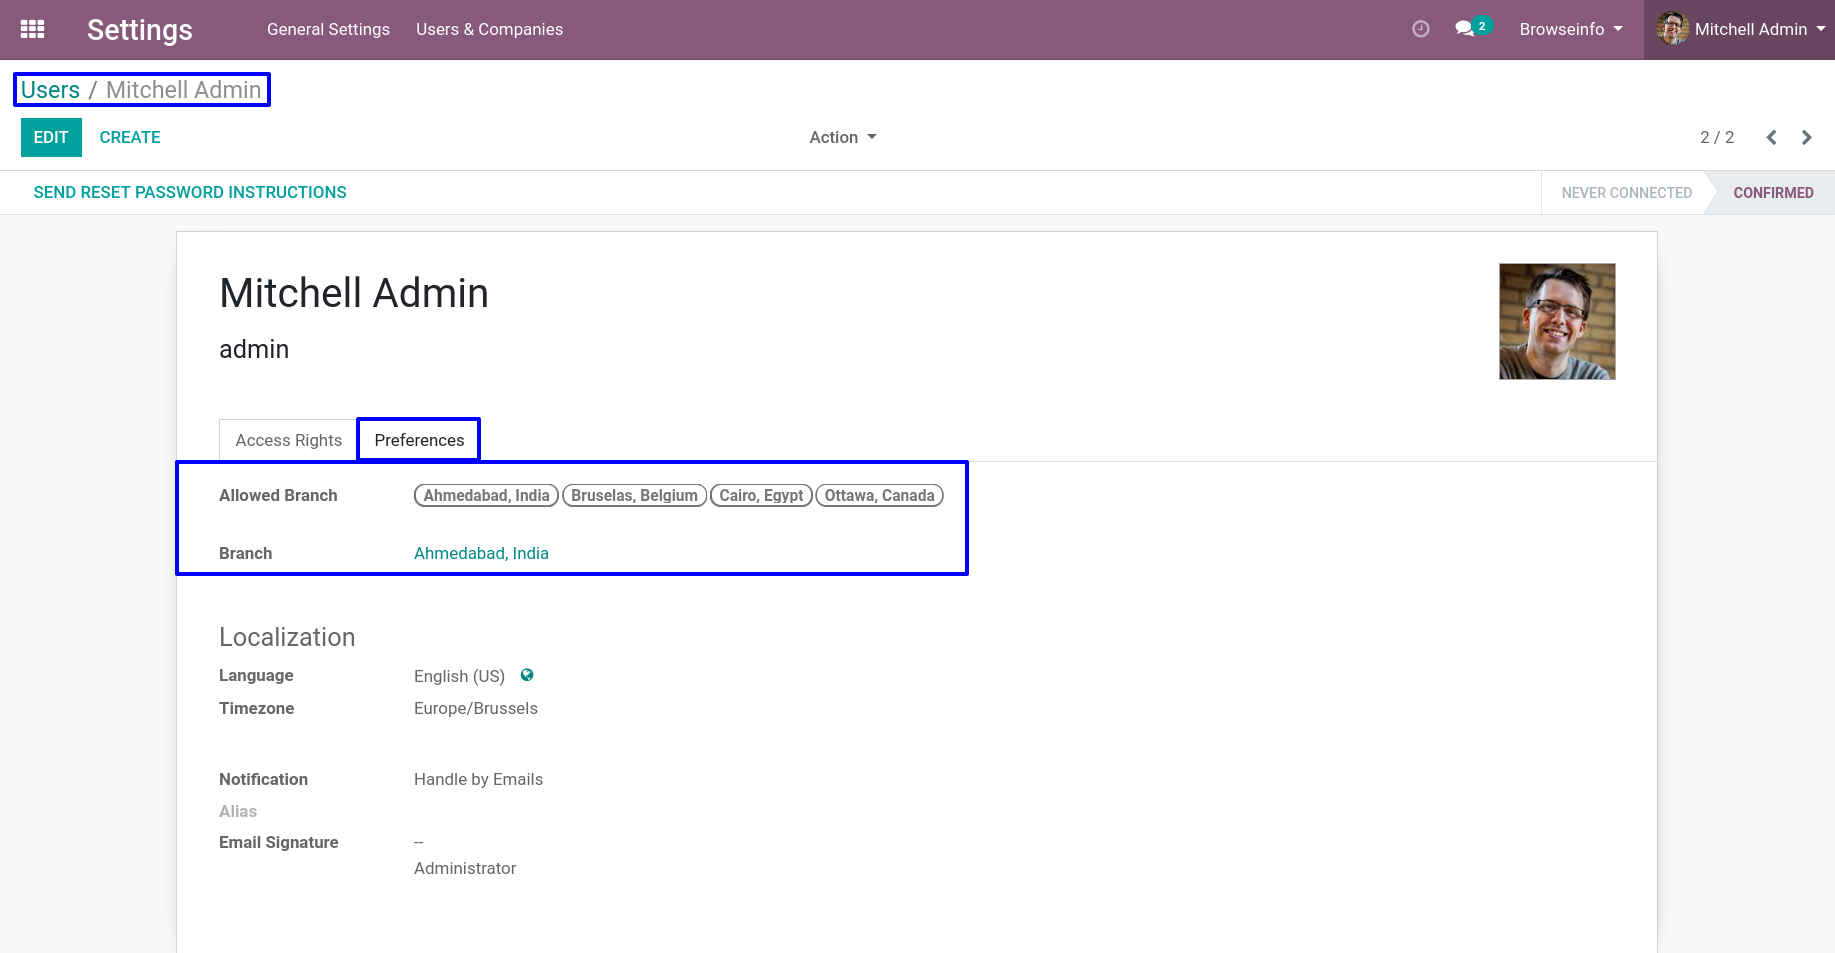 Settings General Settings Users & Companies 2 Browseinfo Mitchell Admin
Users / Mitchell Admin
EDIT CREATE Action 2 / 2
SEND RESET PASSWORD INSTRUCTIONS NEVER CONNECTED CONFIRMED
Mitchell Admin
admin
Access Rights Preferences
Allowed Branch Ahmedabad, India Bruselas, Belgium Cairo, Egypt Ottawa, Canada
Branch Ahmedabad, India
Localization
Language English (US)
Timezone Europe/Brussels
Notification Handle by Emails
Alias
Email Signature --
Administrator